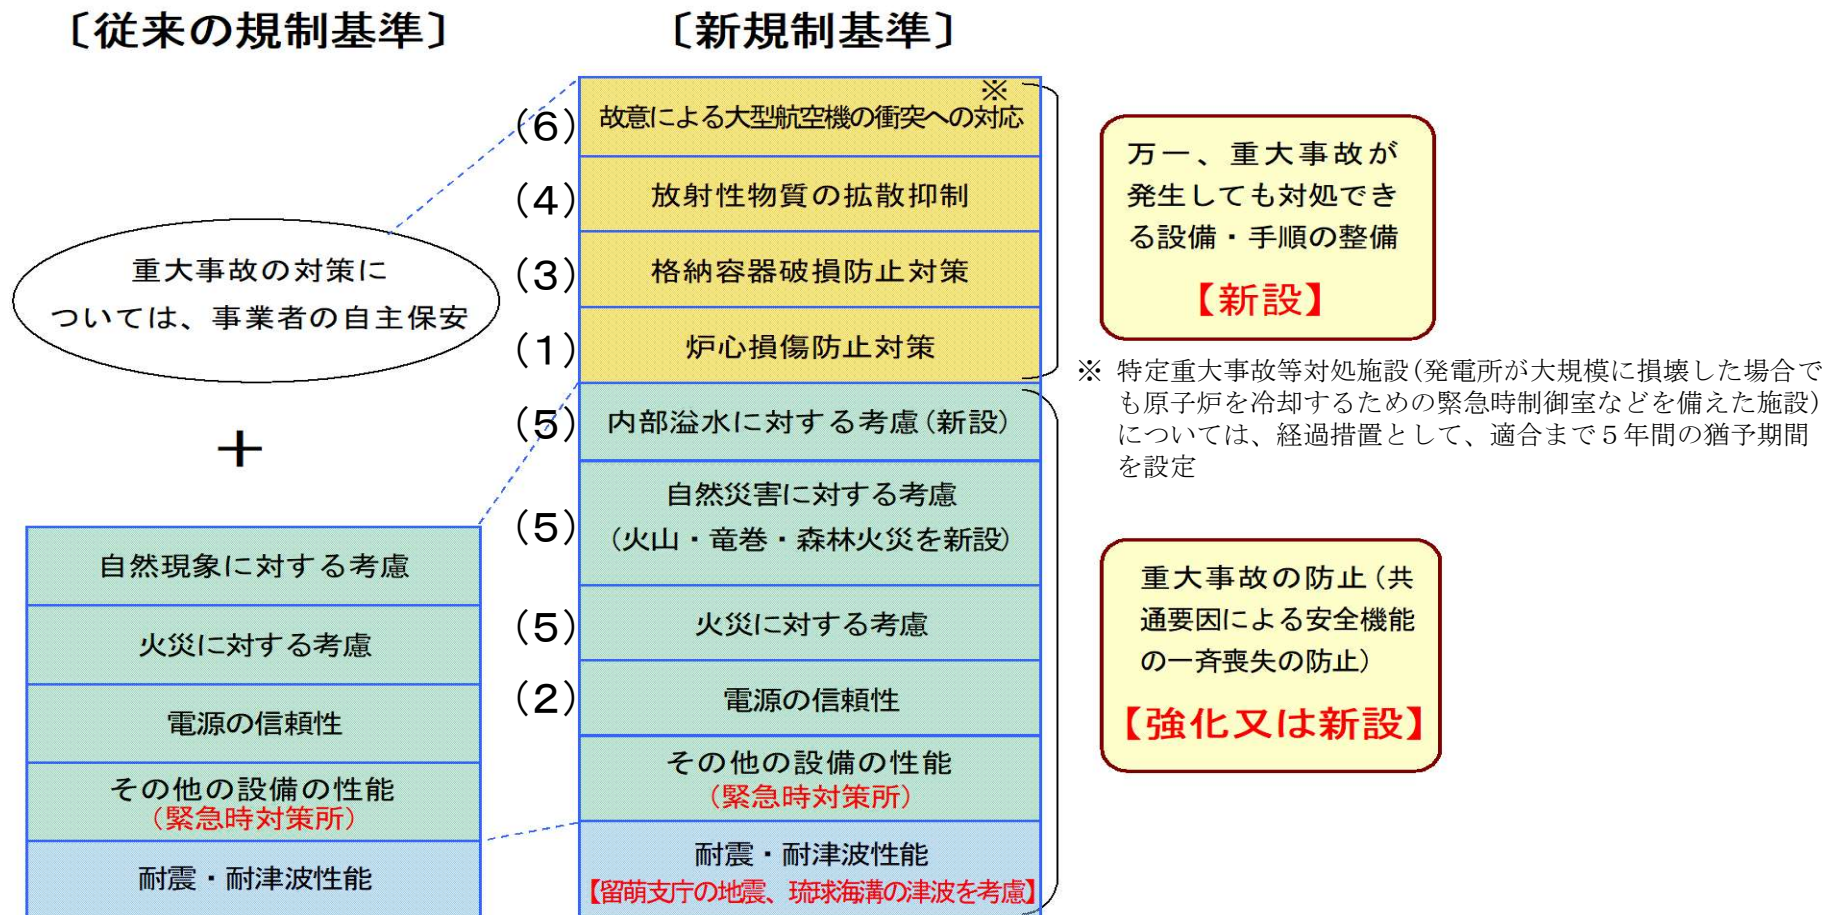 〔従来の規制基準〕
〔新規制基準〕
重大事故の対策に
ついては、事業者の自主保安
＋
自然現象に対する考慮
火災に対する考慮
電源の信頼性
その他の設備の性能
（緊急時対策所）
耐震・耐津波性能
※
（6） 故意による大型航空機の衝突への対応
（4） 放射性物質の拡散抑制
（3） 格納容器破損防止対策
（1） 炉心損傷防止対策
（5） 内部溢水に対する考慮（新設）
自然災害に対する考慮
（5） （火山・竜巻・森林火災を新設）
（5） 火災に対する考慮
（2） 電源の信頼性
その他の設備の性能
（緊急時対策所）
耐震・耐津波性能
【留萌支庁の地震、琉球海溝の津波を考慮】
万一、重大事故が
発生しても対処でき
る設備・手順の整備
【新設】
※ 特定重大事故等対処施設（発電所が大規模に損壊した場合で
も原子炉を冷却するための緊急時制御室などを備えた施設）
については、経過措置として、適合まで５年間の猶予期間
を設定
重大事故の防止（共
通要因による安全機能
の一斉喪失の防止）
【強化又は新設】